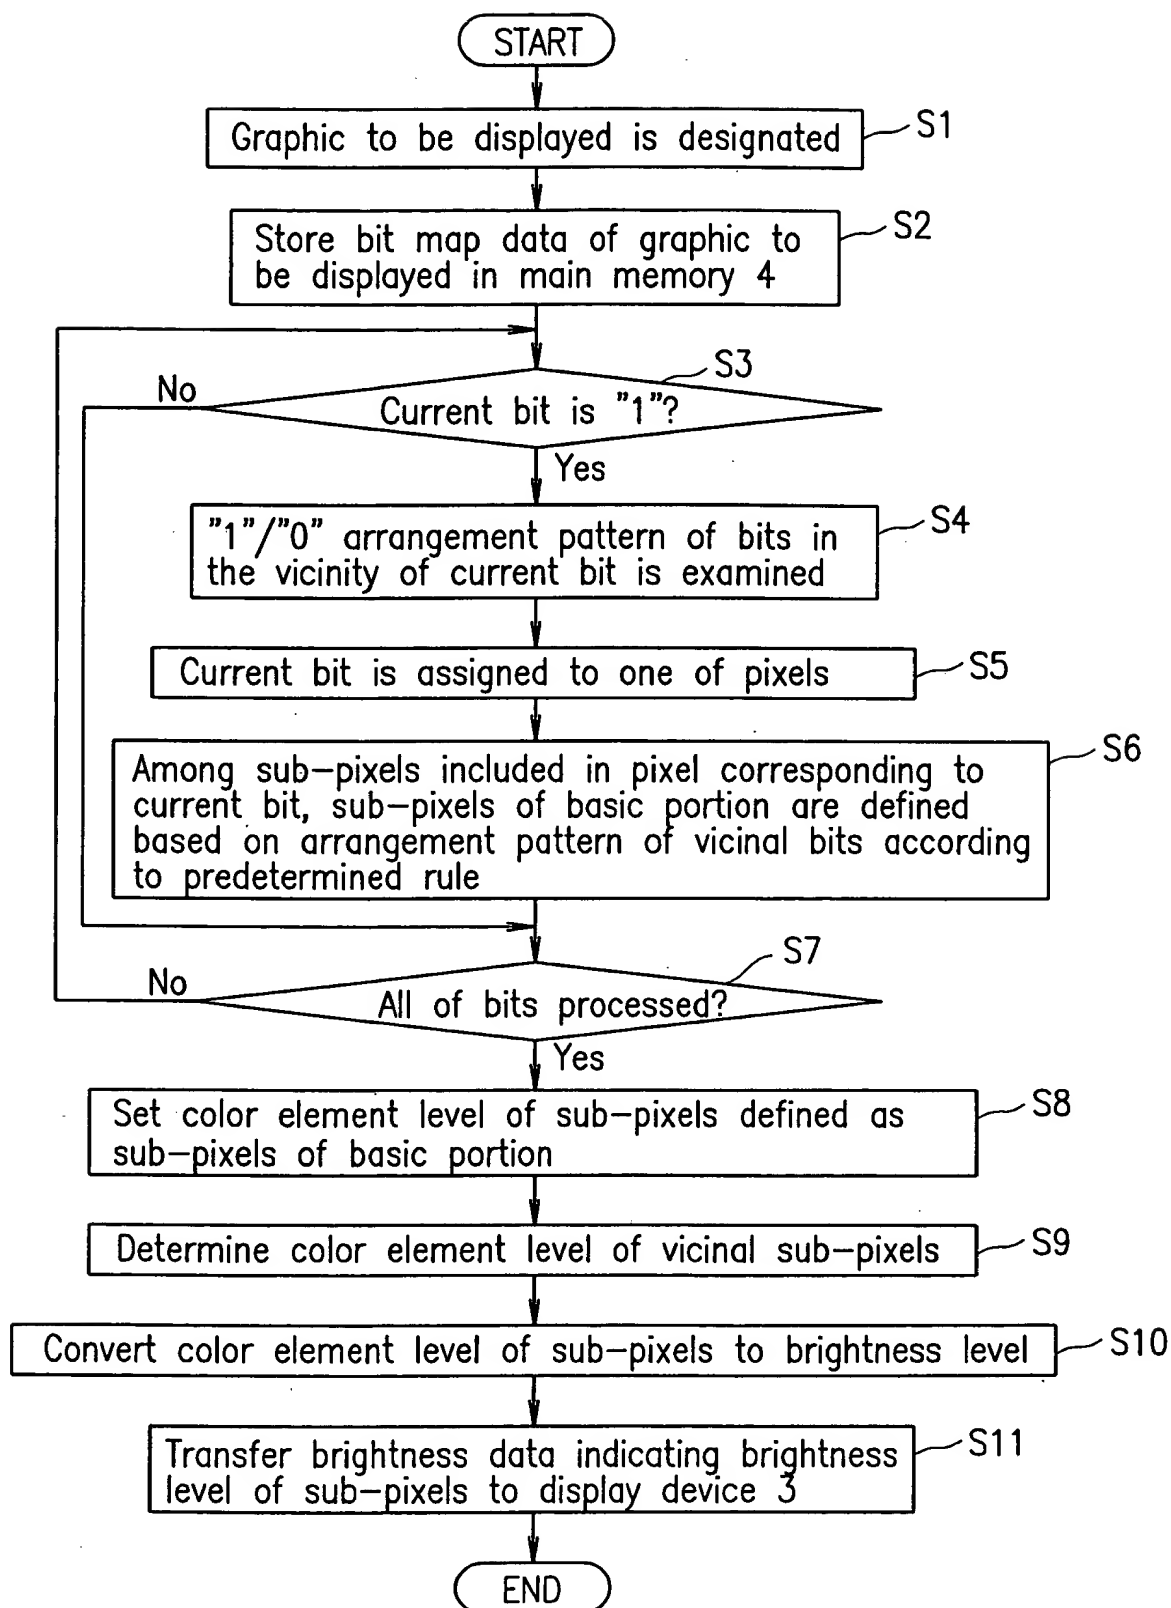 START
Graphic to be displayed is designated
S1
Store bit map data of graphic to
be displayed in main memory 4
S2
S3
No
Current bit is "1"?
Yes
"1"/"0" arrangement pattern of bits in
the vicinity of current bit is examined
S4
Current bit is assigned to one of pixels
S5
Among sub-pixels included in pixel corresponding to
current bit, sub-pixels of basic portion are defined
based on arrangement pattern of vicinal bits according
to predetermined rule
S6
S7
No
All of bits processed?
Yes
Set color element level of sub-pixels defined as
sub-pixels of basic portion
S8
Determine color element level of vicinal sub-pixels
S9
Convert color element level of sub-pixels to brightness level
S10
Transfer brightness data indicating brightness
level of sub-pixels to display device 3
S11
END